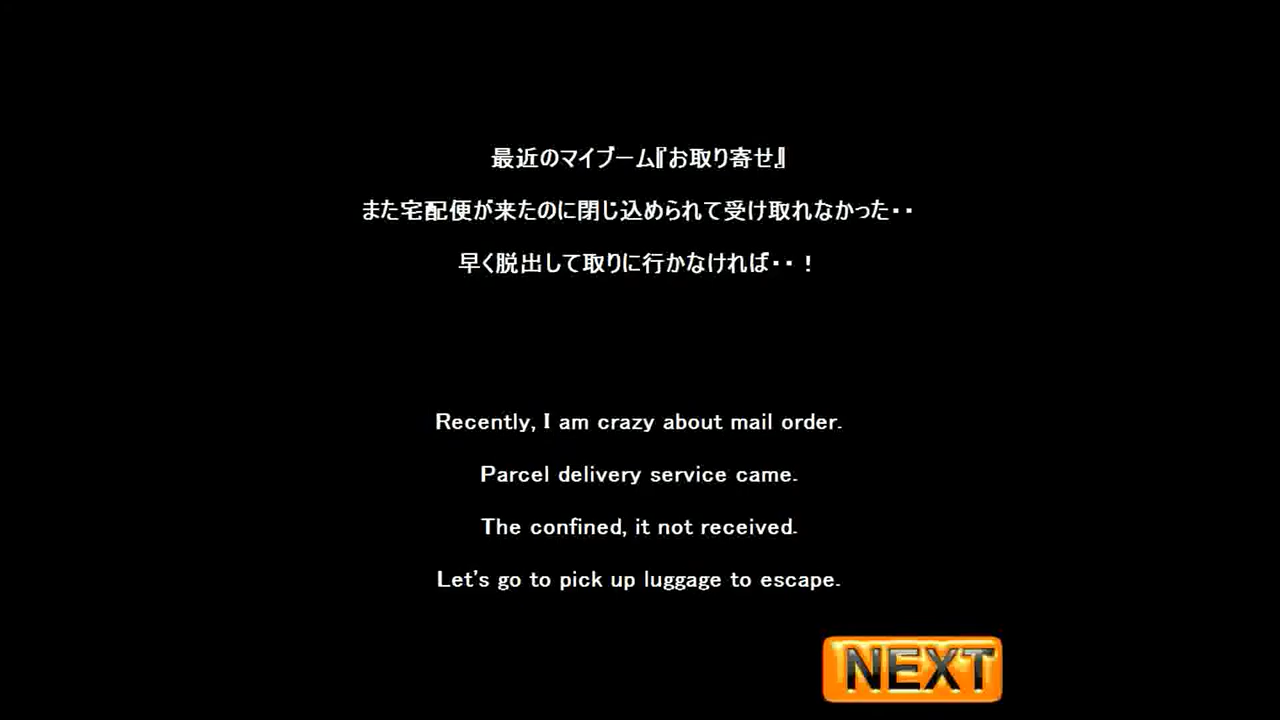 最近のマイブーム『お取り寄せ』
また宅配便が来たのに閉じ込められて受け取れなかった・・
早く脱出して取りに行かなければ・・！
Recently, I am crazy about mail order.
Parcel delivery service came.
The confined, it not received.
Let's go to pick up luggage to escape.
NEXT